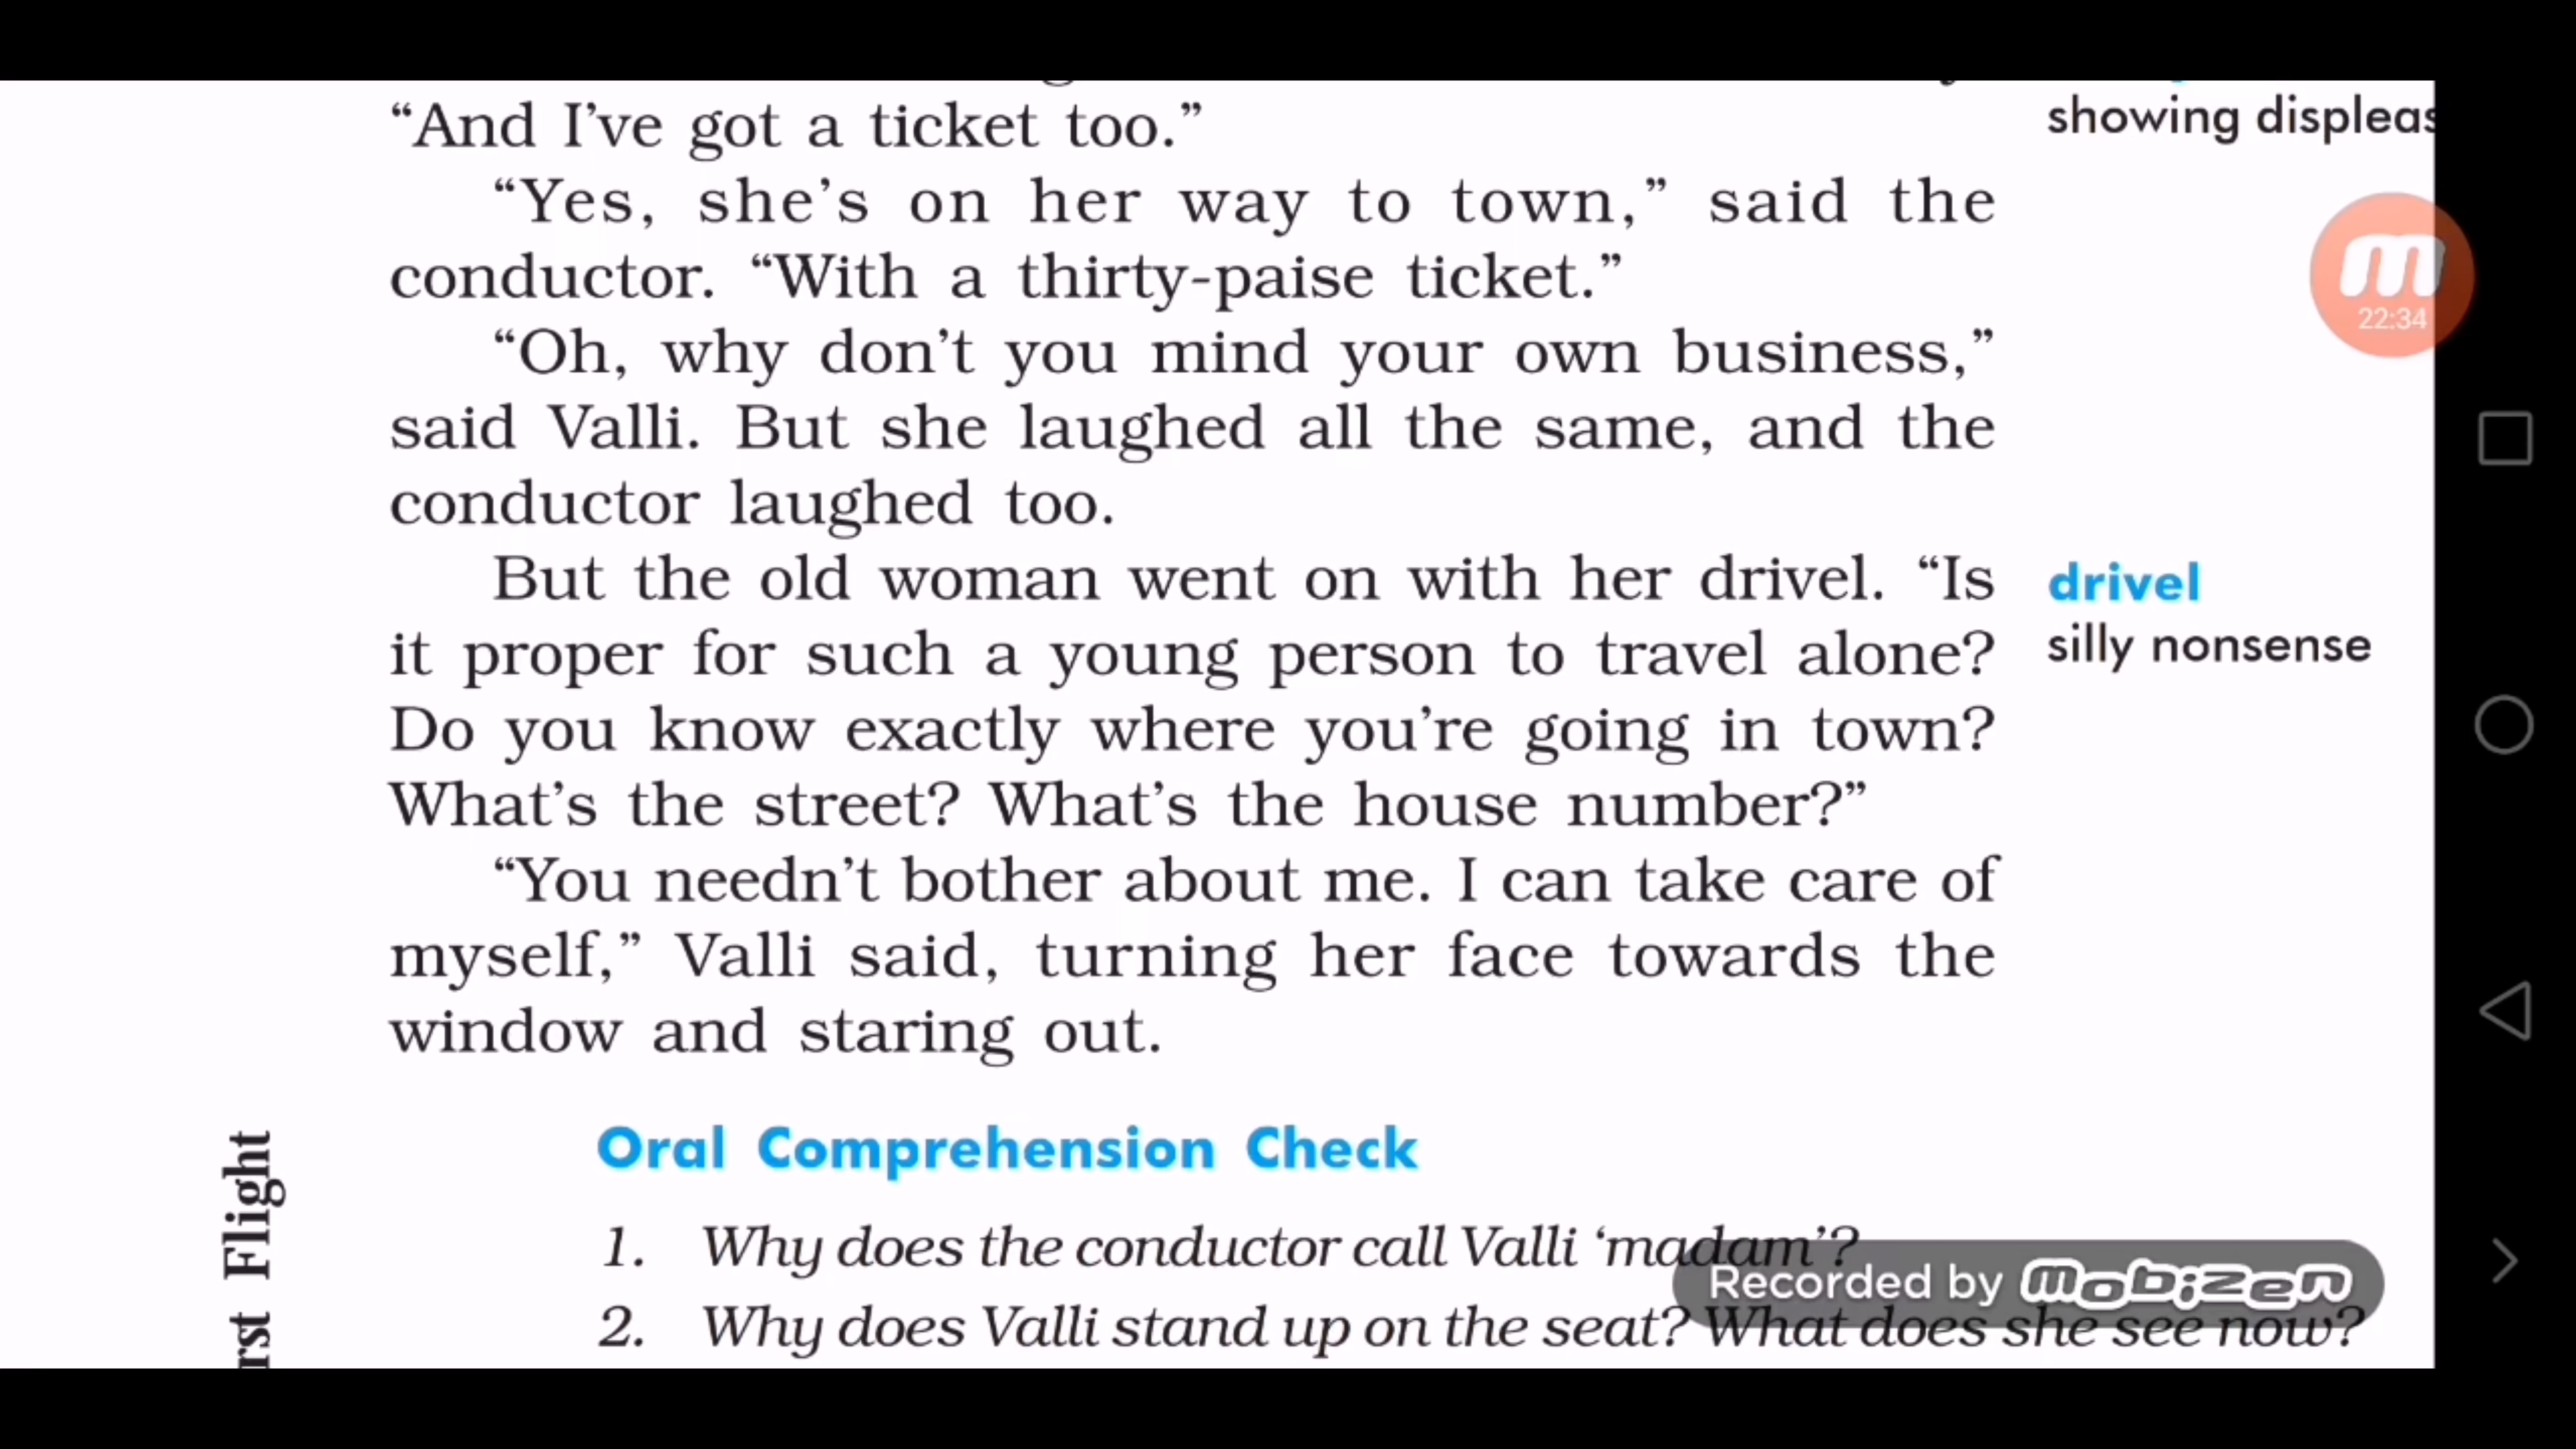 “And I’ve got a ticket too.”
showing displeas
“Yes, she’s on her way to town,” said the
conductor. “With a thirty-paise ticket.”
22:34
“Oh, why don’t you mind your own business,”
said Valli. But she laughed all the same, and the
conductor laughed too.
But the old woman went on with her drivel. “Is
it proper for such a young person to travel alone?
Do you know exactly where you’re going in town?
What’s the street? What’s the house number?”
drivel
silly nonsense
“You needn’t bother about me. I can take care of
myself,” Valli said, turning her face towards the
window and staring out.
Oral Comprehension Check
1. Why does the conductor call Valli ‘madam’?
2. Why does Valli stand up on the seat? What does she see now?
Recorded by mobizen
rst Flight